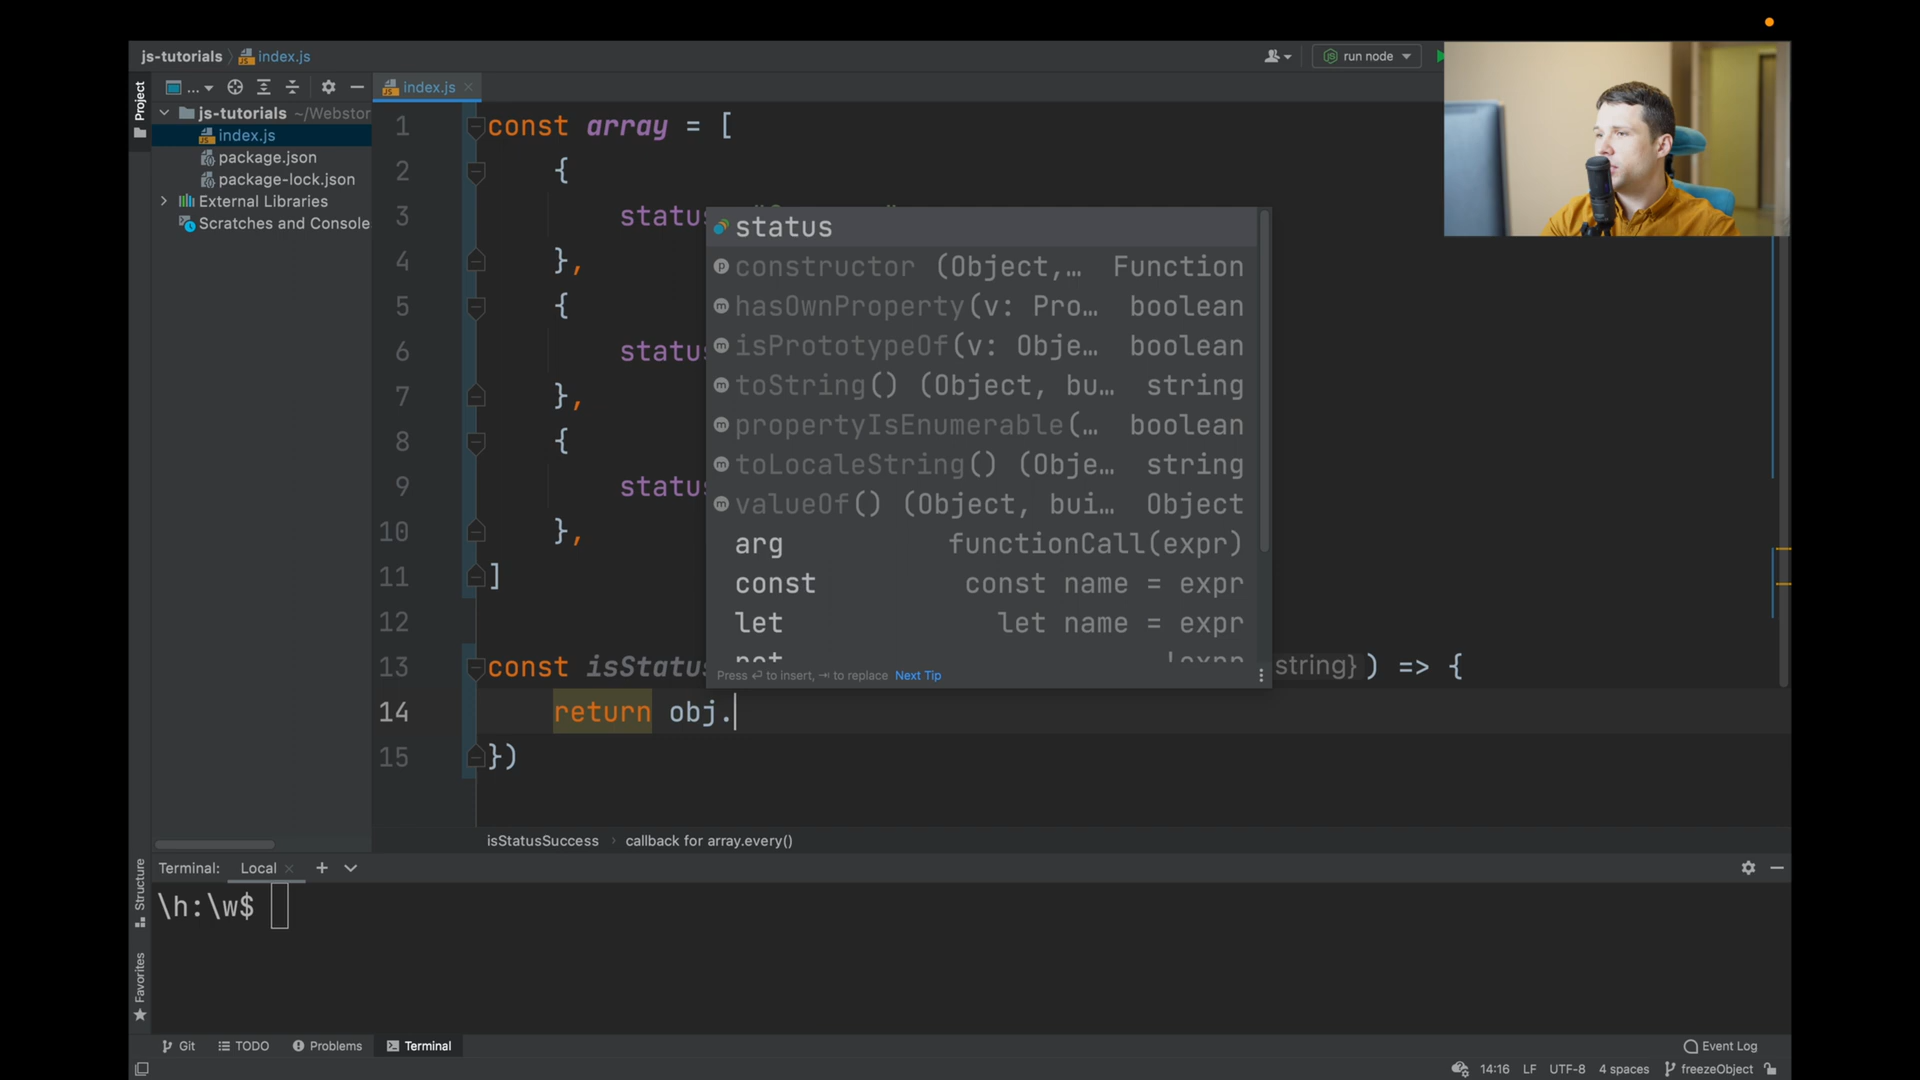 js-tutorials
index.js
run node
Project
...
index.js
js-tutorials ~/Webstor
index.js
package.json
package-lock.json
External Libraries
Scratches and Console
1 const array = [
2 {
3 status
4 },
5 {
6 status
7 },
8 {
9 status
10 },
11 ]
12
13 const isStatus string}) => {
14 return obj.
15 })
status
constructor (Object,… Function
hasOwnProperty(v: Pro… boolean
isPrototypeOf(v: Obje… boolean
toString() (Object, bu… string
propertyIsEnumerable(… boolean
toLocaleString() (Obje… string
valueOf() (Object, bui… Object
arg functionCall(expr)
const const name = expr
let let name = expr
not !expr
Press ↵ to insert, ⇥ to replace Next Tip
isStatusSuccess callback for array.every()
Terminal: Local
\h:\w$
Structure
Favorites
Git TODO Problems Terminal
Event Log
14:16 LF UTF-8 4 spaces freezeObject